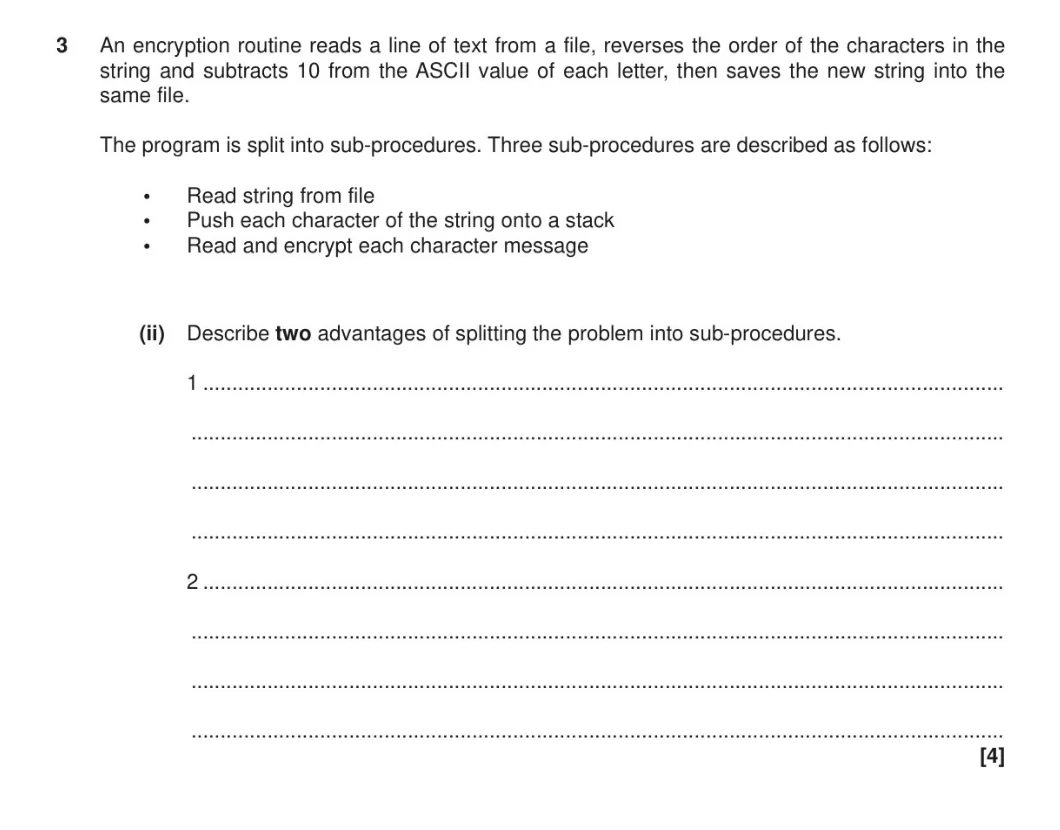 3 An encryption routine reads a line of text from a file, reverses the order of the characters in the
string and subtracts 10 from the ASCII value of each letter, then saves the new string into the
same file.
The program is split into sub-procedures. Three sub-procedures are described as follows:
• Read string from file
• Push each character of the string onto a stack
• Read and encrypt each character message
(ii) Describe two advantages of splitting the problem into sub-procedures.
1 ....................................................................................................
....................................................................................................
....................................................................................................
....................................................................................................
2 ....................................................................................................
....................................................................................................
....................................................................................................
....................................................................................................
[4]